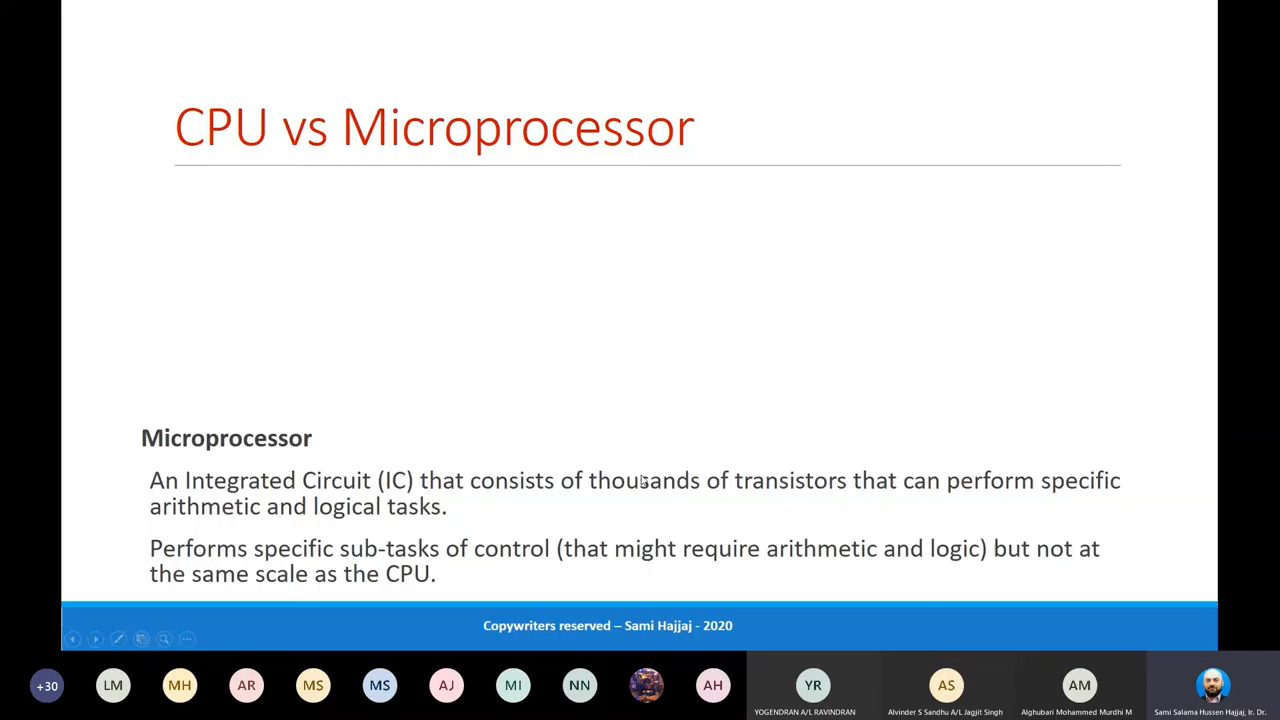 CPU vs Microprocessor
Microprocessor
An Integrated Circuit (IC) that consists of thousands of transistors that can perform specific
arithmetic and logical tasks.
Performs specific sub-tasks of control (that might require arithmetic and logic) but not at
the same scale as the CPU.
Copywriters reserved – Sami Hajjaj - 2020
+30 LM MH AR MS MS AJ MI NN AH YR AS AM
YOGENDRAN A/L RAVINDRAN Alvinder S Sandhu A/L Jagjit Singh Alghubari Mohammed Murdhi M Sami Salama Hussen Hajjaj, Ir. Dr.